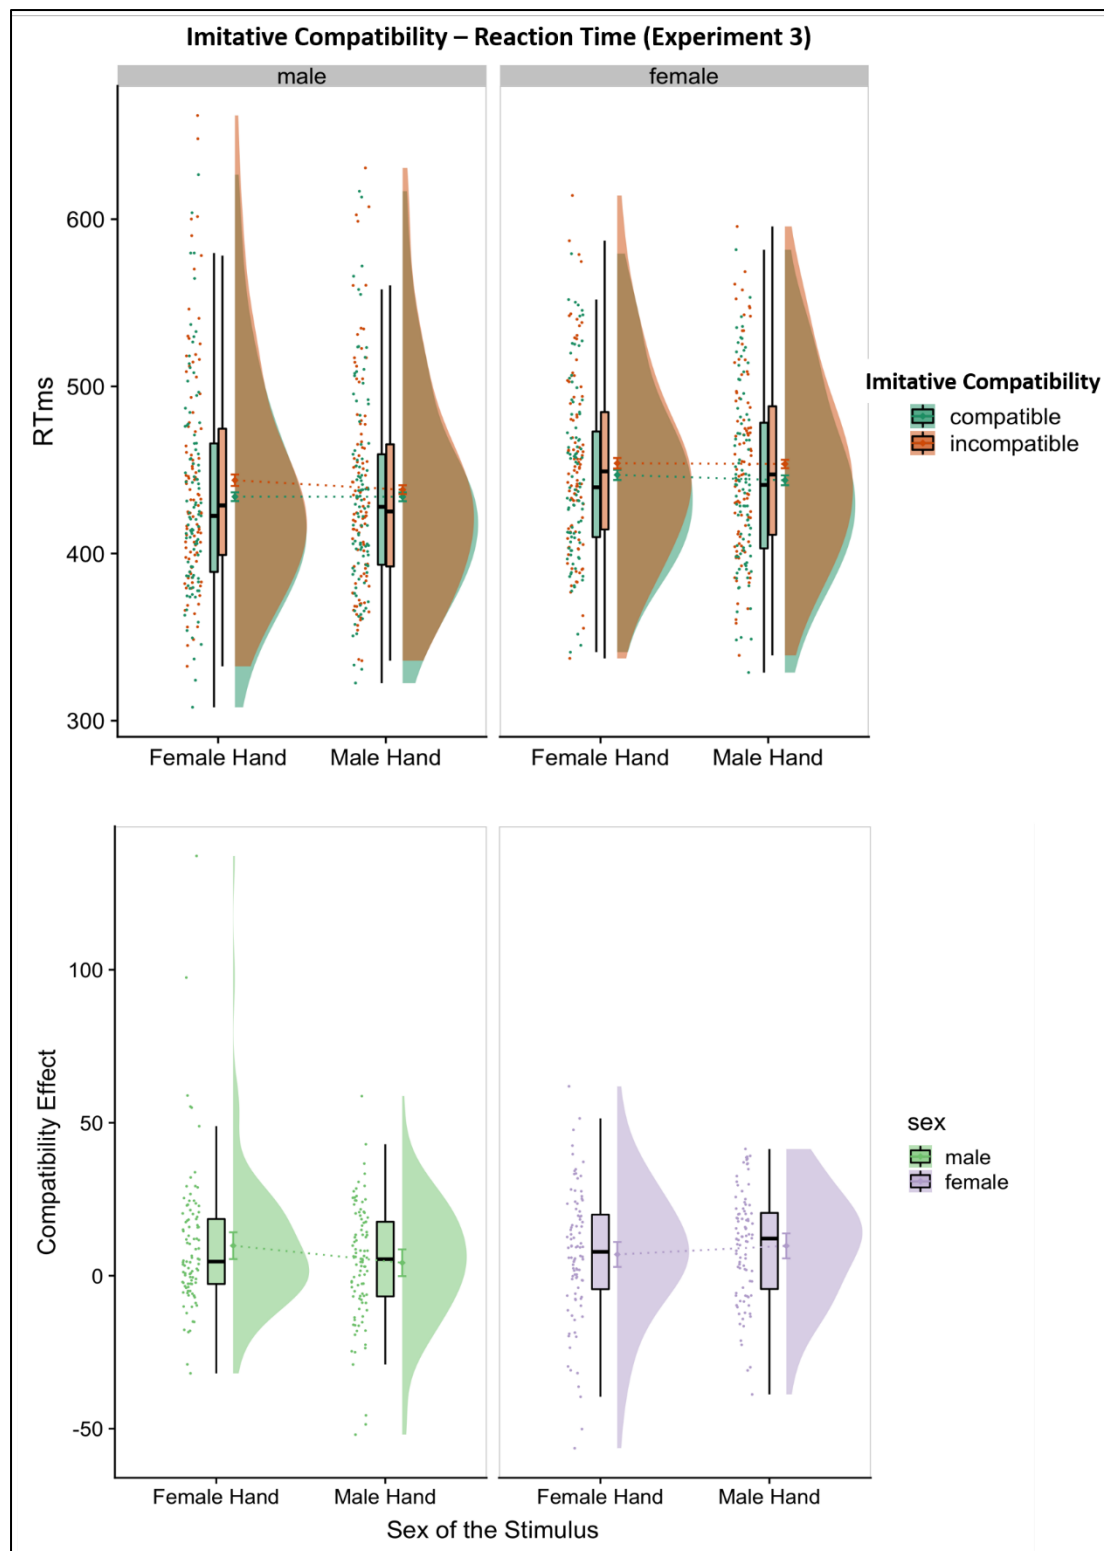 Imitative Compatibility – Reaction Time (Experiment 3)
male
female
RTms
600
500
400
300
Female Hand
Male Hand
Female Hand
Male Hand
Imitative Compatibility
compatible
incompatible
Compatibility Effect
100
50
0
-50
Female Hand
Male Hand
Female Hand
Male Hand
Sex of the Stimulus
sex
male
female